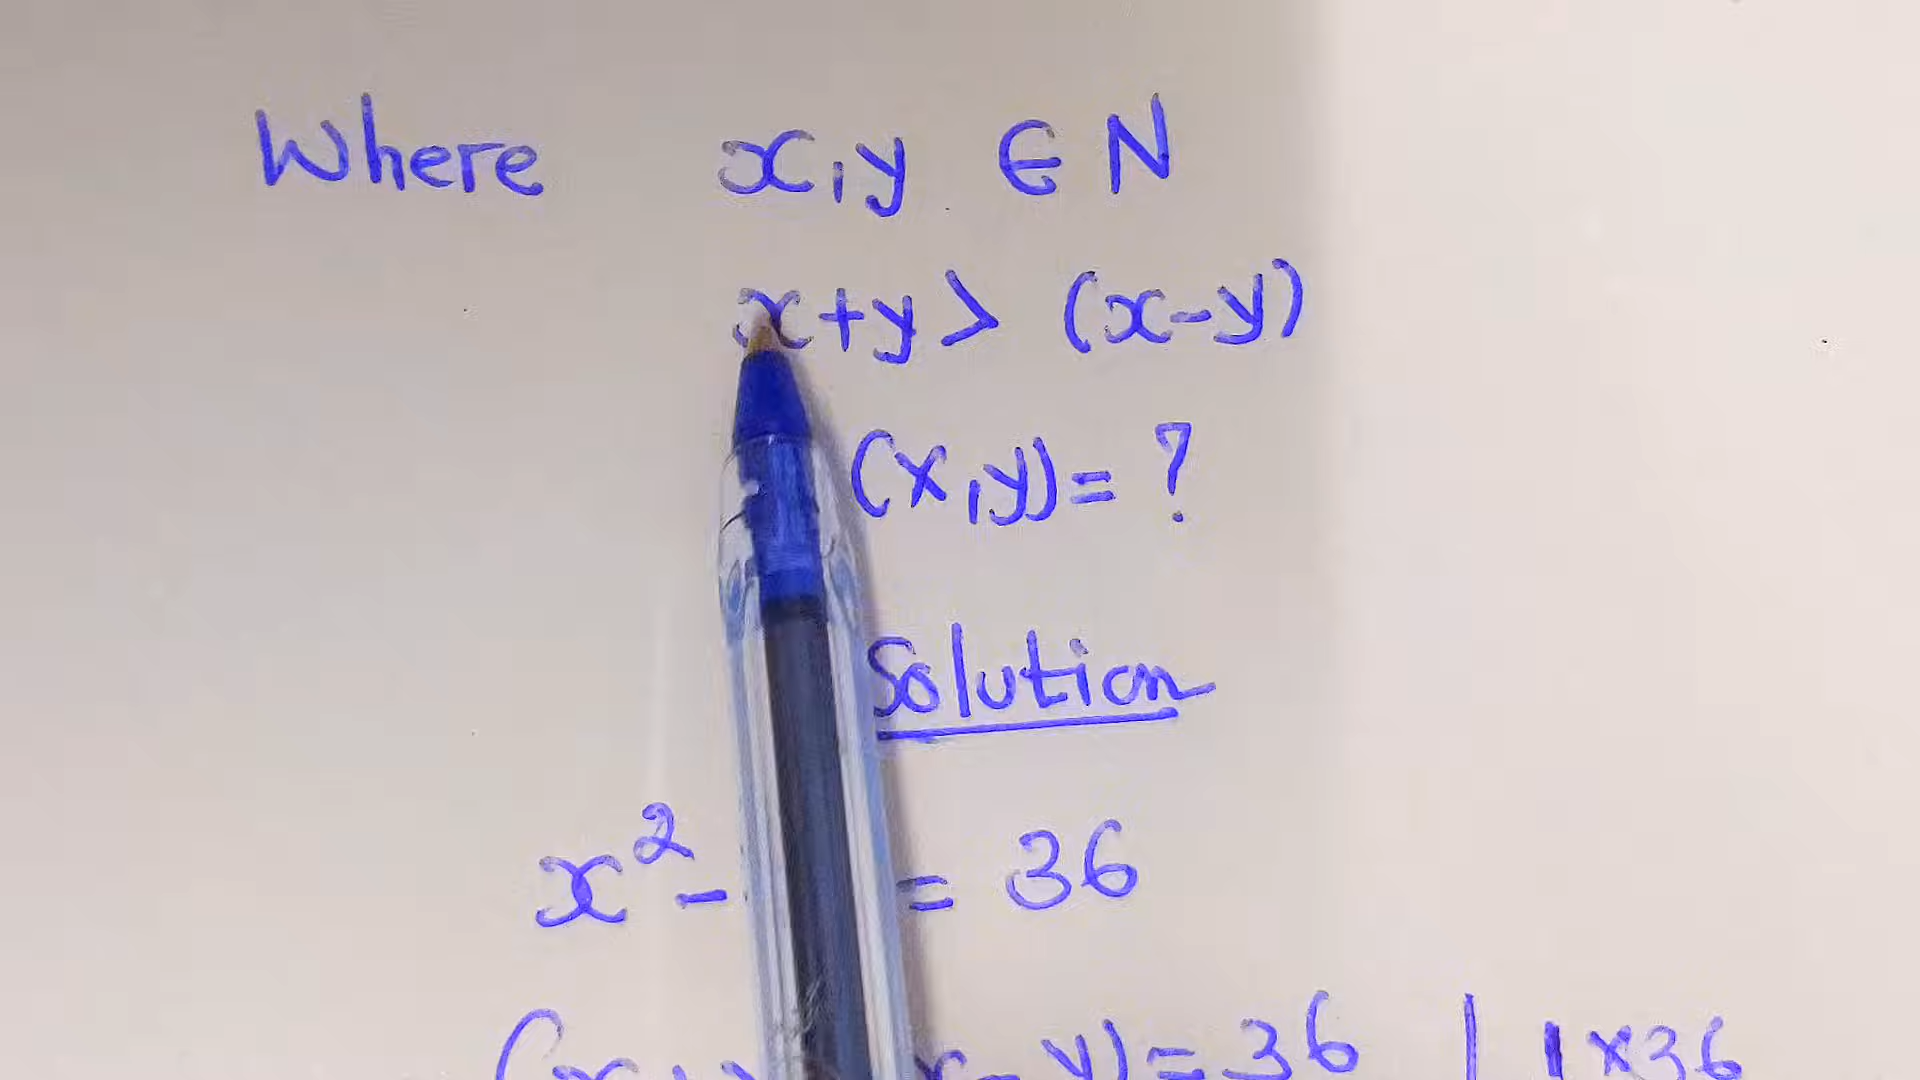 Where x,y ∈ N
x+y > (x-y)
(x,y) = ?
Solution
x² - = 36
x-y) = 36 | 1×36